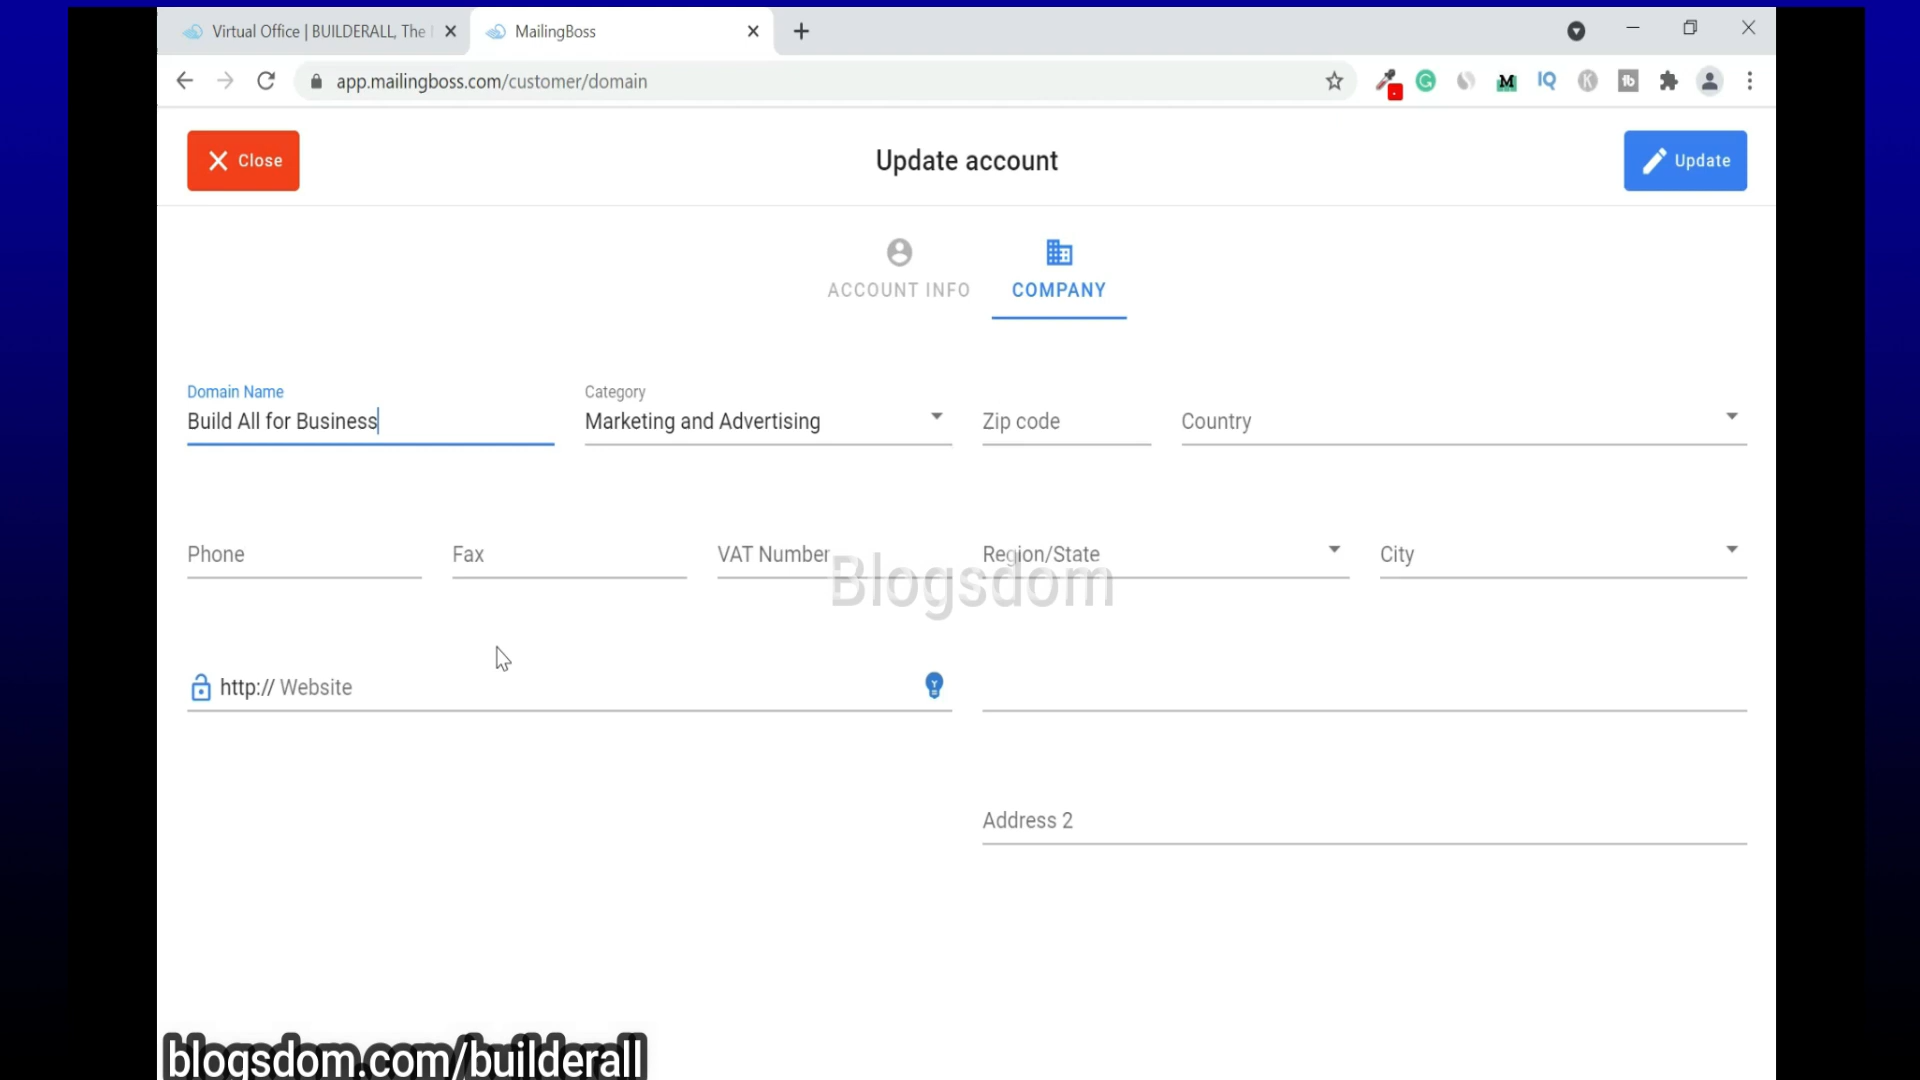 Virtual Office | BUILDERALL, The
MailingBoss
app.mailingboss.com/customer/domain
Close
Update account
Update
ACCOUNT INFO
COMPANY
Domain Name
Category
Build All for Business
Marketing and Advertising
Zip code
Country
Phone
Fax
VAT Number
Region/State
City
Blogsdom
http:// Website
Address 2
blogsdom.com/builderall